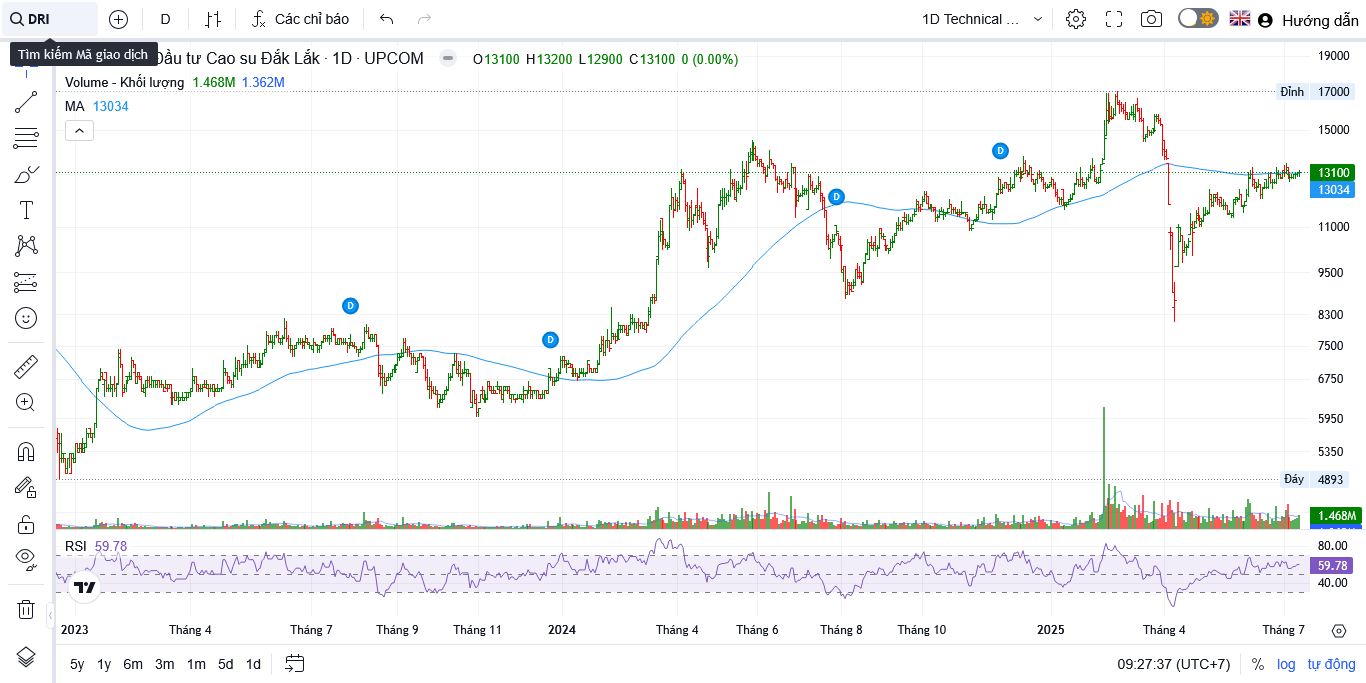 DRI D Các chỉ báo 1D Technical ... Hướng dẫn
Tìm kiếm Mã giao dịch Đầu tư Cao su Đắk Lắk · 1D · UPCOM O13100 H13200 L12900 C13100 0 (0.00%)
Volume - Khối lượng 1.468M 1.362M
MA 13034
19000
Đỉnh 17000
15000
13100
13034
11000
9500
8300
7500
6750
5950
5350
Đáy 4893
1.468M
D
D
D
D
RSI 59.78
80.00
59.78
40.00
2023 Tháng 4 Tháng 7 Tháng 9 Tháng 11 2024 Tháng 4 Tháng 6 Tháng 8 Tháng 10 2025 Tháng 4 Tháng 7
5y 1y 6m 3m 1m 5d 1d 09:27:37 (UTC+7) % log tự động